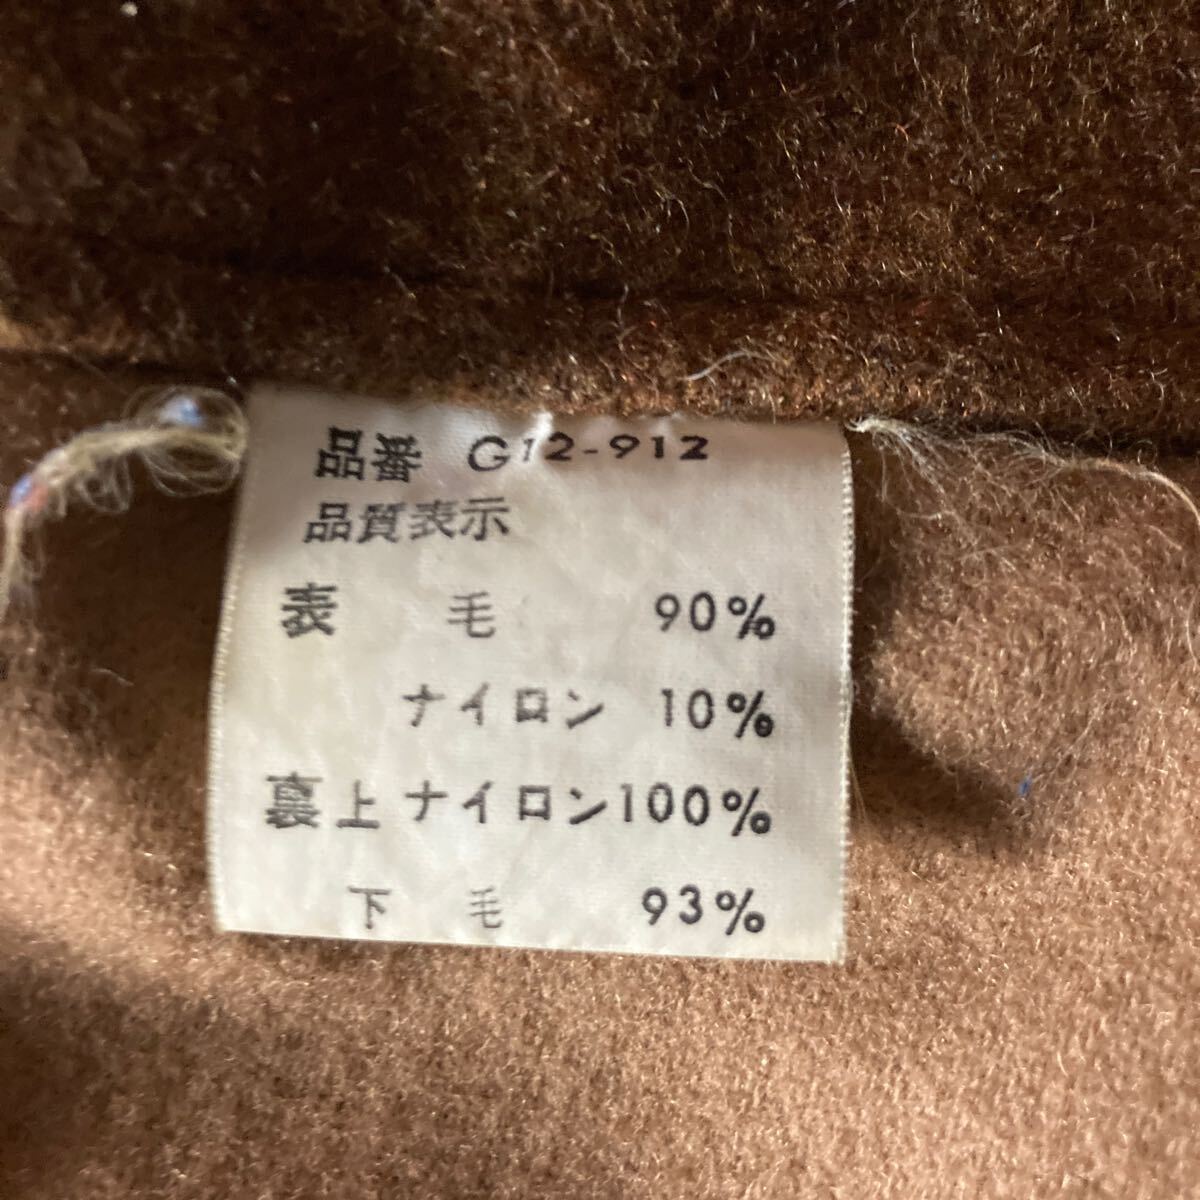 品番 G12-912
品質表示
表 毛 90%
ナイロン 10%
裏上 ナイロン100%
下 毛 93%